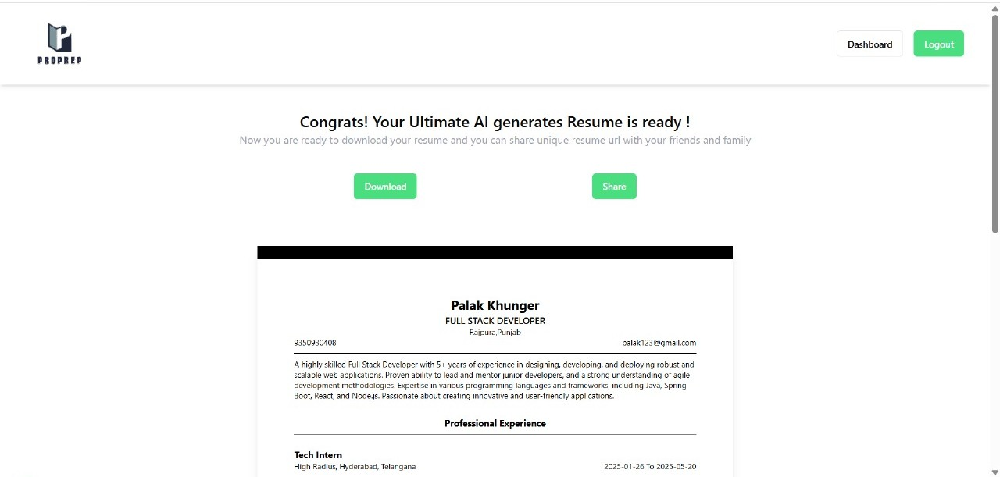 PROPREP
Dashboard
Logout
Congrats! Your Ultimate AI generates Resume is ready !
Now you are ready to download your resume and you can share unique resume url with your friends and family
Download
Share
Palak Khunger
FULL STACK DEVELOPER
Rajpura,Punjab
9350930408
palak123@gmail.com
A highly skilled Full Stack Developer with 5+ years of experience in designing, developing, and deploying robust and
scalable web applications. Proven ability to lead and mentor junior developers, and a strong understanding of agile
development methodologies. Expertise in various programming languages and frameworks, including Java, Spring
Boot, React, and Node.js. Passionate about creating innovative and user-friendly applications.
Professional Experience
Tech Intern
High Radius, Hyderabad, Telangana
2025-01-26 To 2025-05-20